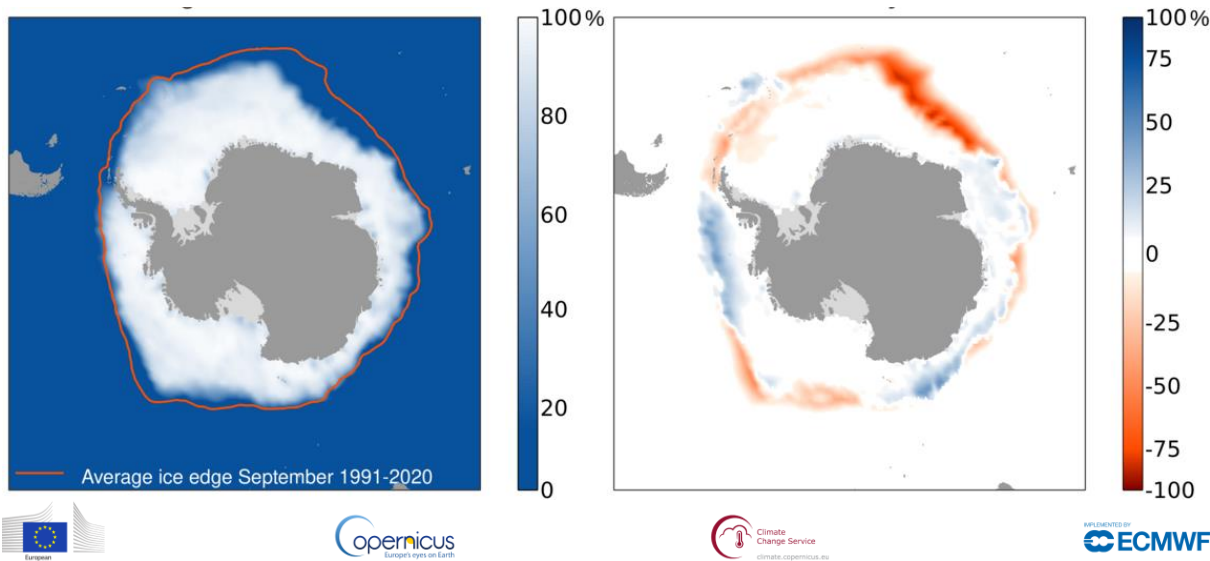 100%
80
60
40
20
0
Average ice edge September 1991-2020
100%
75
50
25
0
-25
-50
-75
-100
European
Copernicus
Europe's eyes on Earth
Climate
Change Service
climate.copernicus.eu
IMPLEMENTED BY
ECMWF